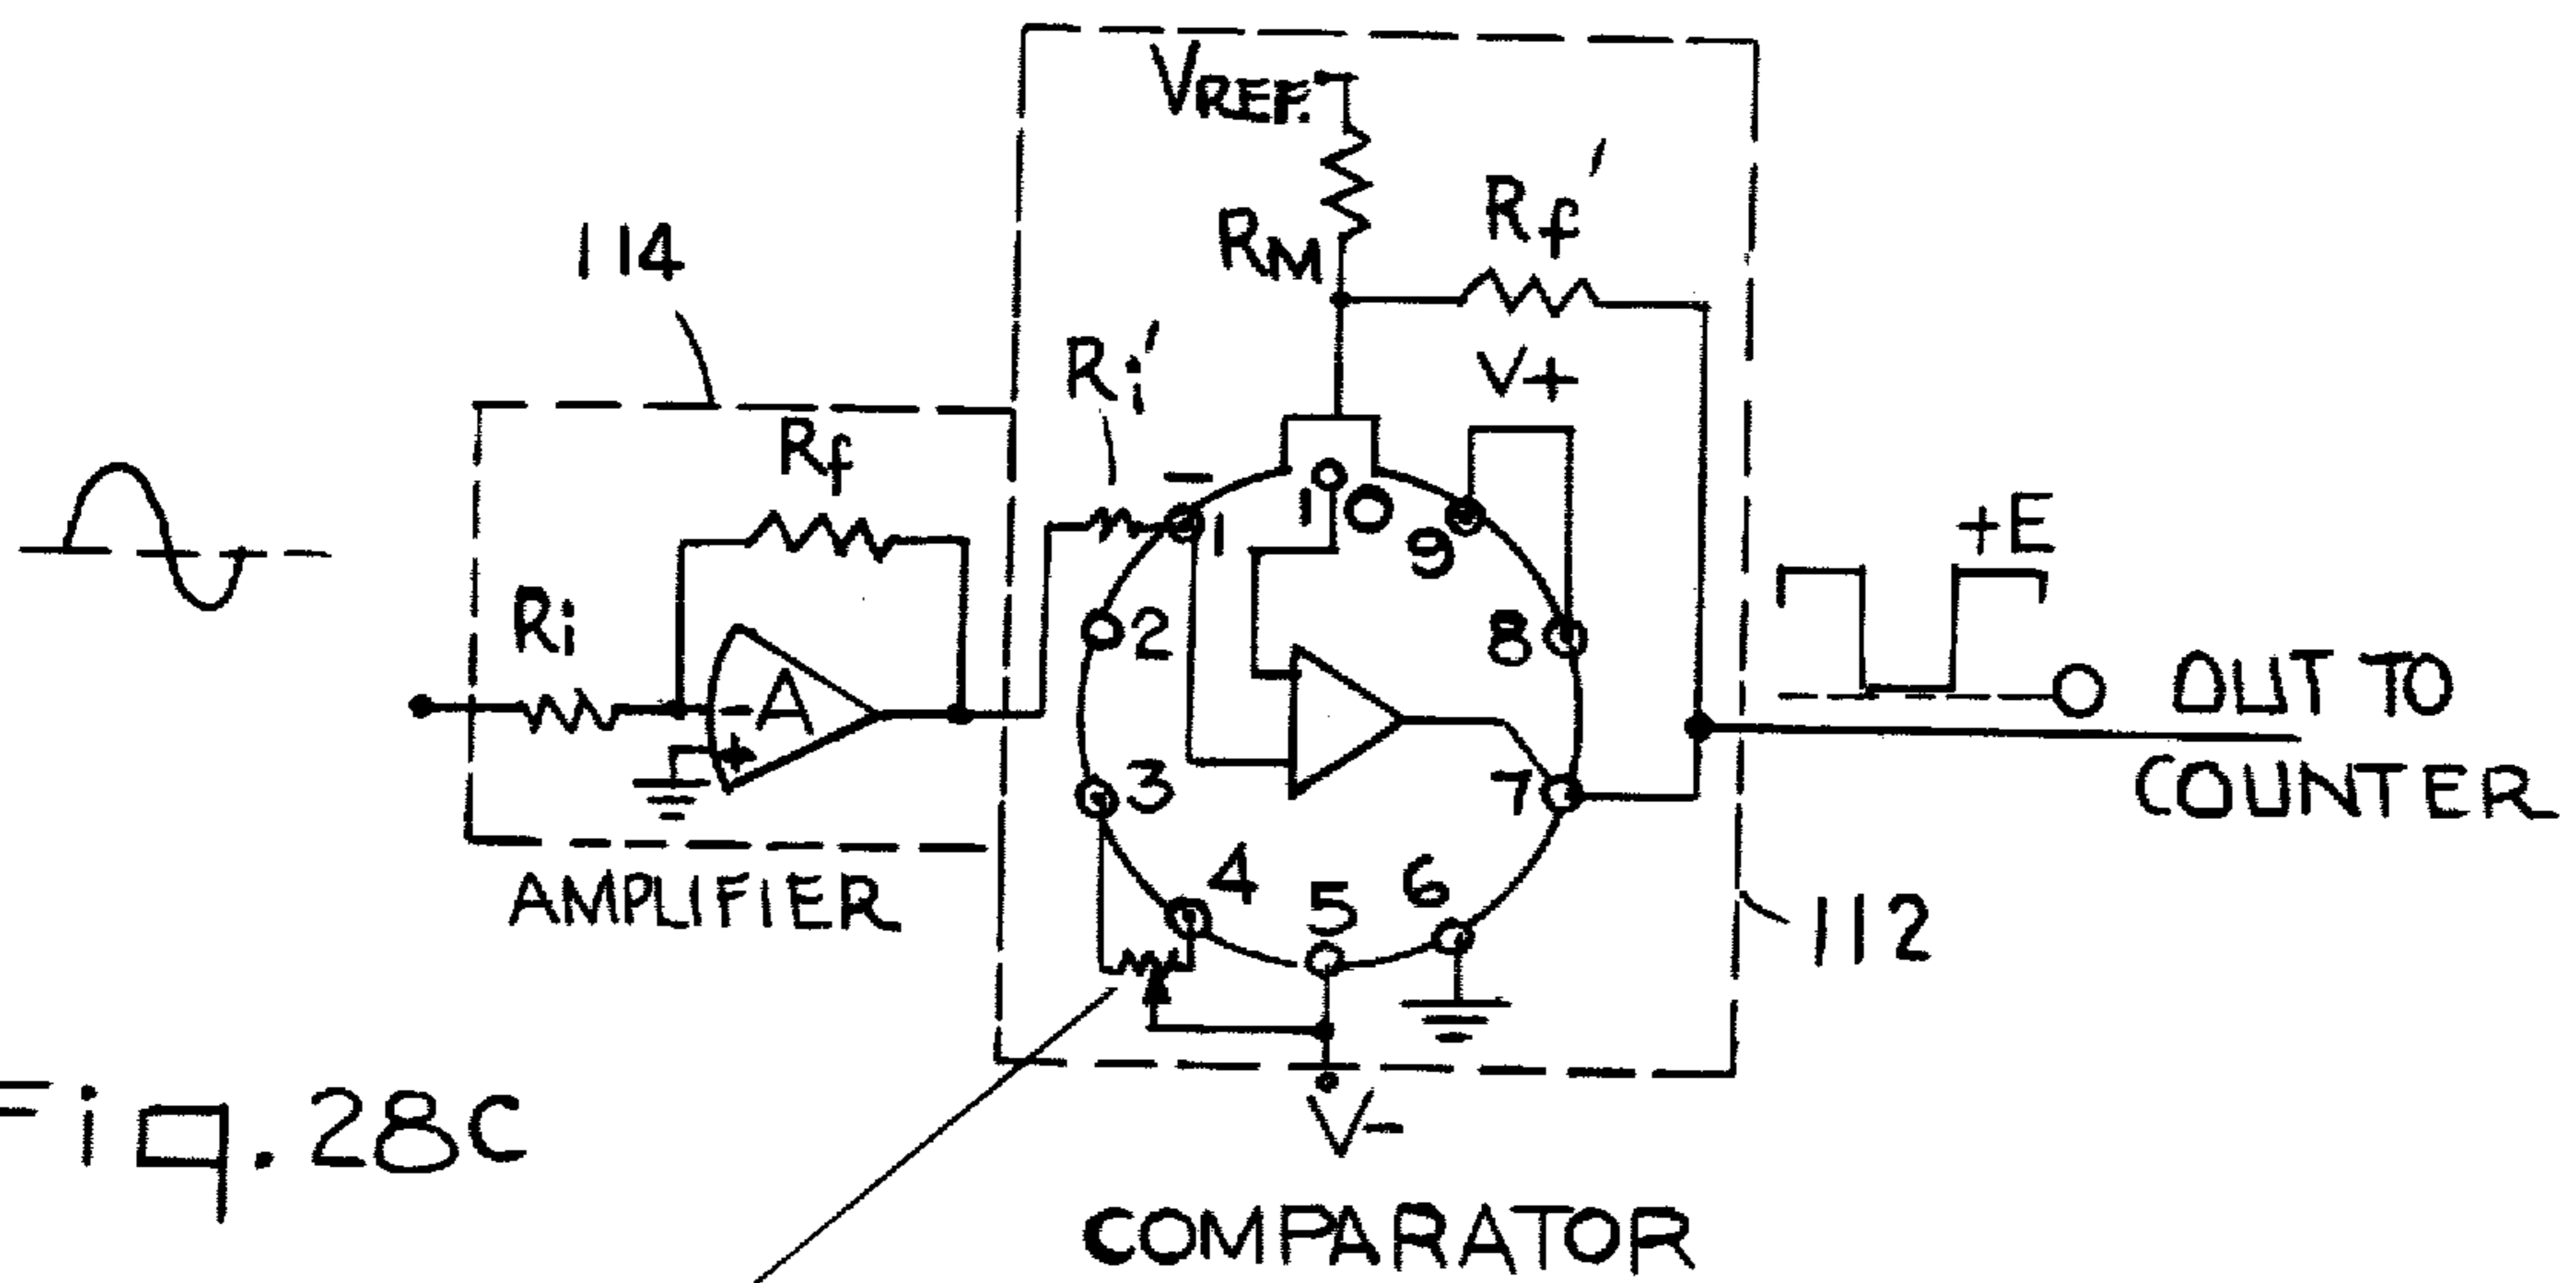 114
Ri
Rf
- A
+
AMPLIFIER
VREF.
RM
Rf'
V+
Ri'
-
1
2
3
4
5
6
7
8
9
10
V-
COMPARATOR
112
+E
O
OUT TO
COUNTER
Fig. 28C